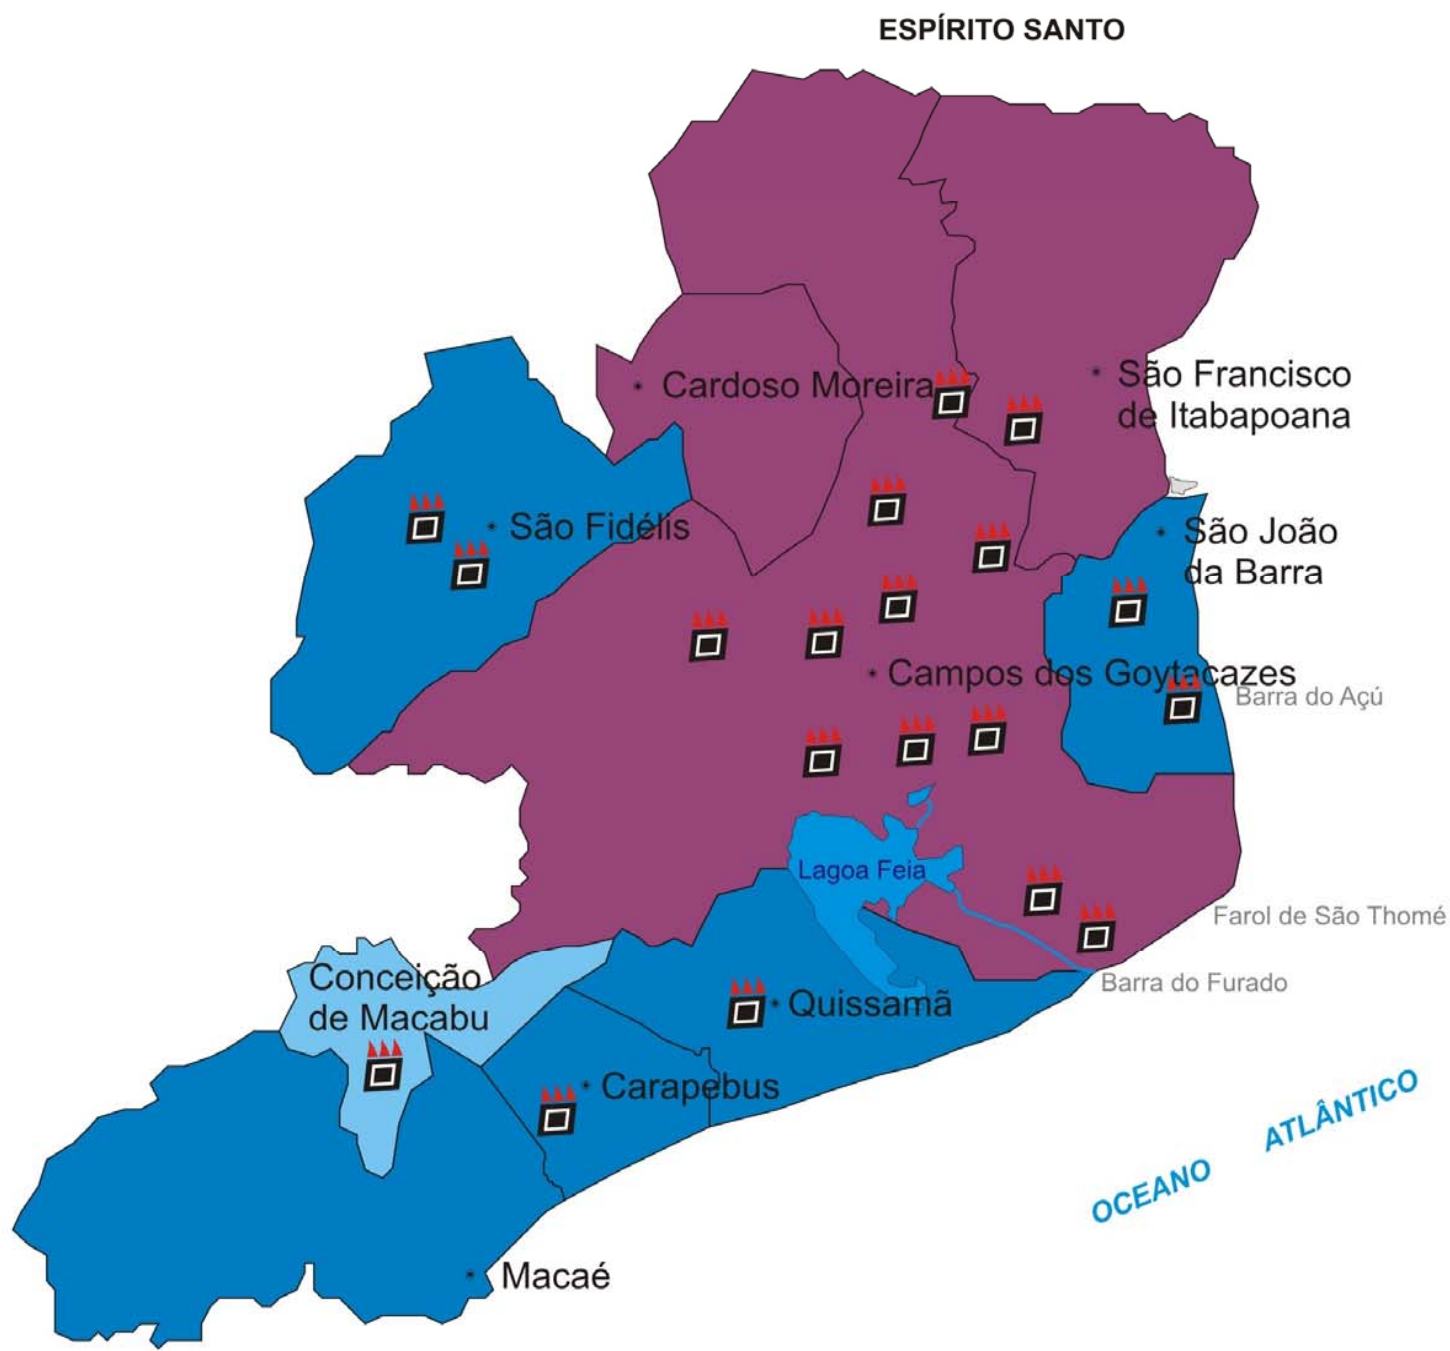 ESPÍRITO SANTO
Cardoso Moreira
São Francisco
de Itabapoana
São Fidélis
São João
da Barra
Campos dos Goytacazes
Barra do Açú
Lagoa Feia
Farol de São Thomé
Barra do Furado
Conceição
de Macabu
Quissamã
Carapebus
OCEANO ATLÂNTICO
Macaé